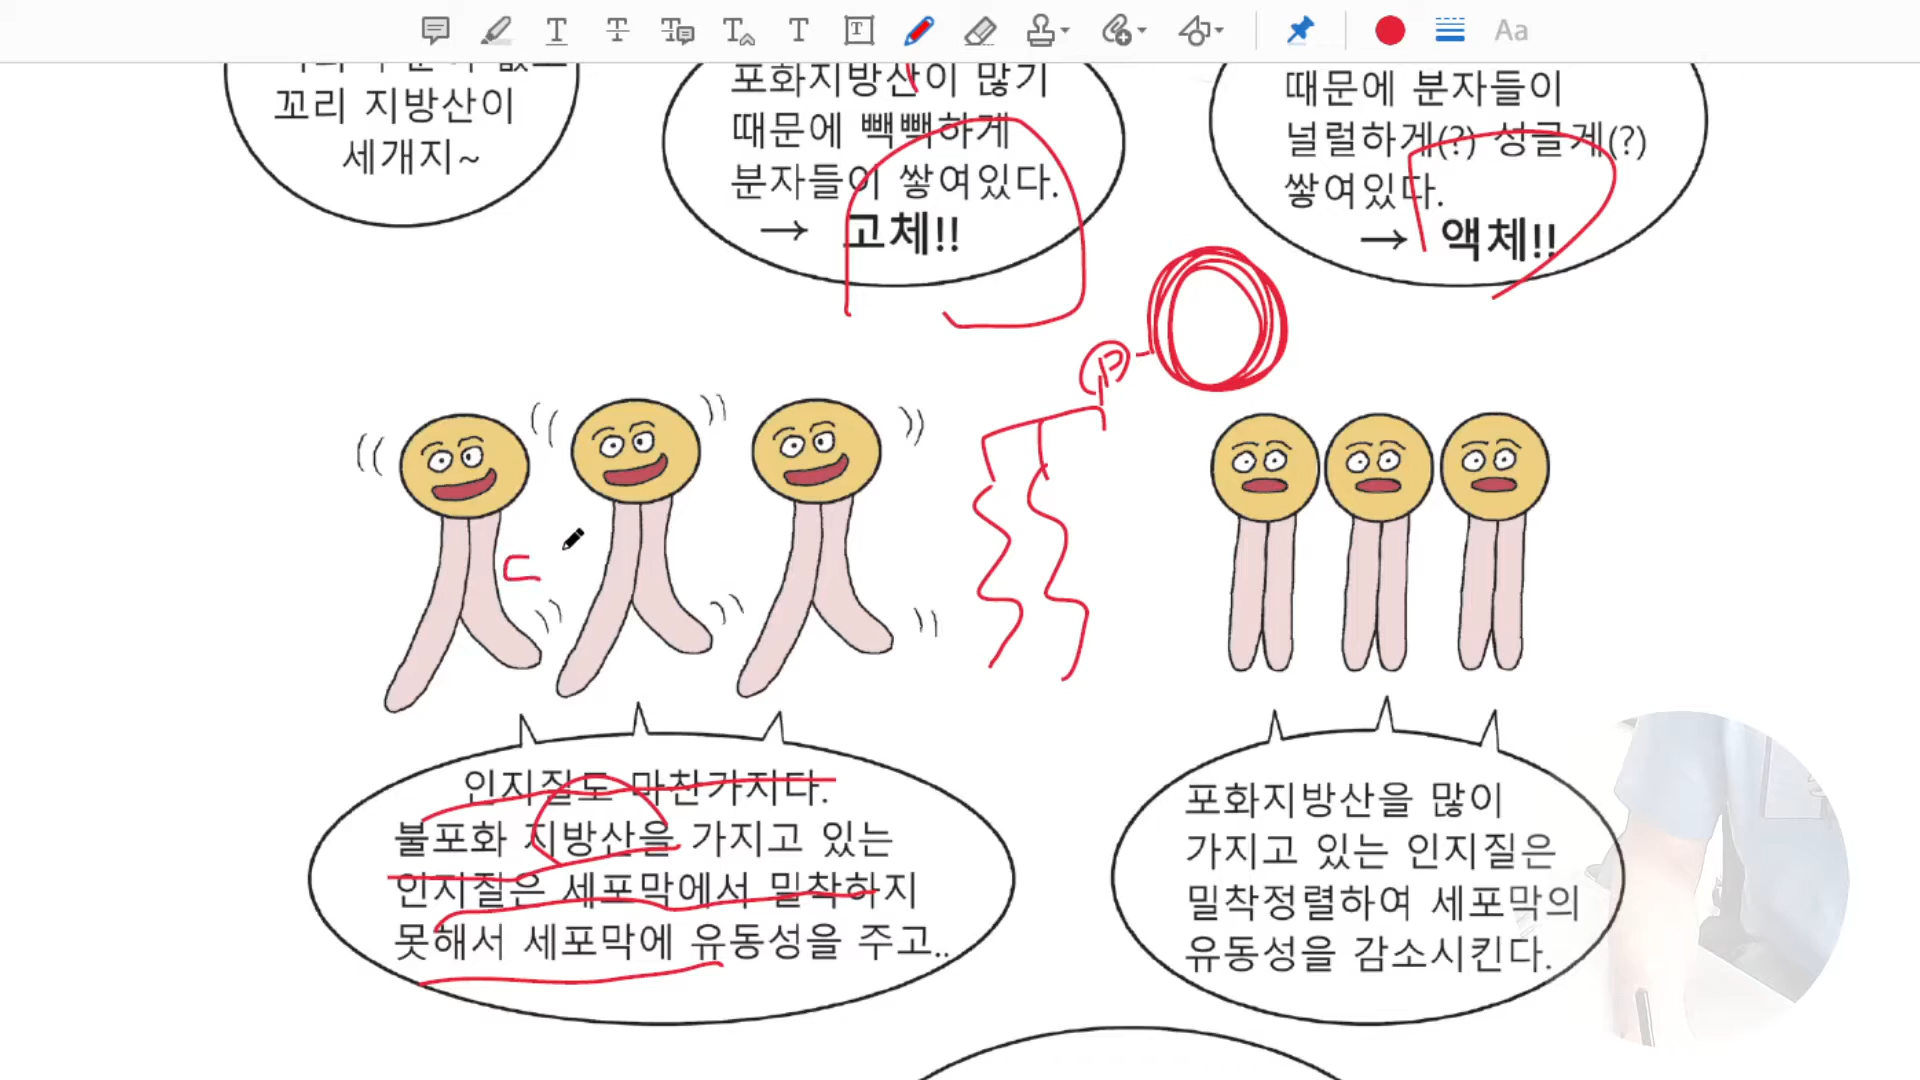 꼬리 지방산이
세개지~
포화지방산이 많기
때문에 빽빽하게
분자들이 쌓여있다.
→ 고체!!
때문에 분자들이
널럴하게(?) 성글게(?)
쌓여있다.
→ 액체!!
P
인지질도 마찬가지다.
불포화 지방산을 가지고 있는
인지질은 세포막에서 밀착하지
못해서 세포막에 유동성을 주고..
포화지방산을 많이
가지고 있는 인지질은
밀착정렬하여 세포막의
유동성을 감소시킨다.
Aa